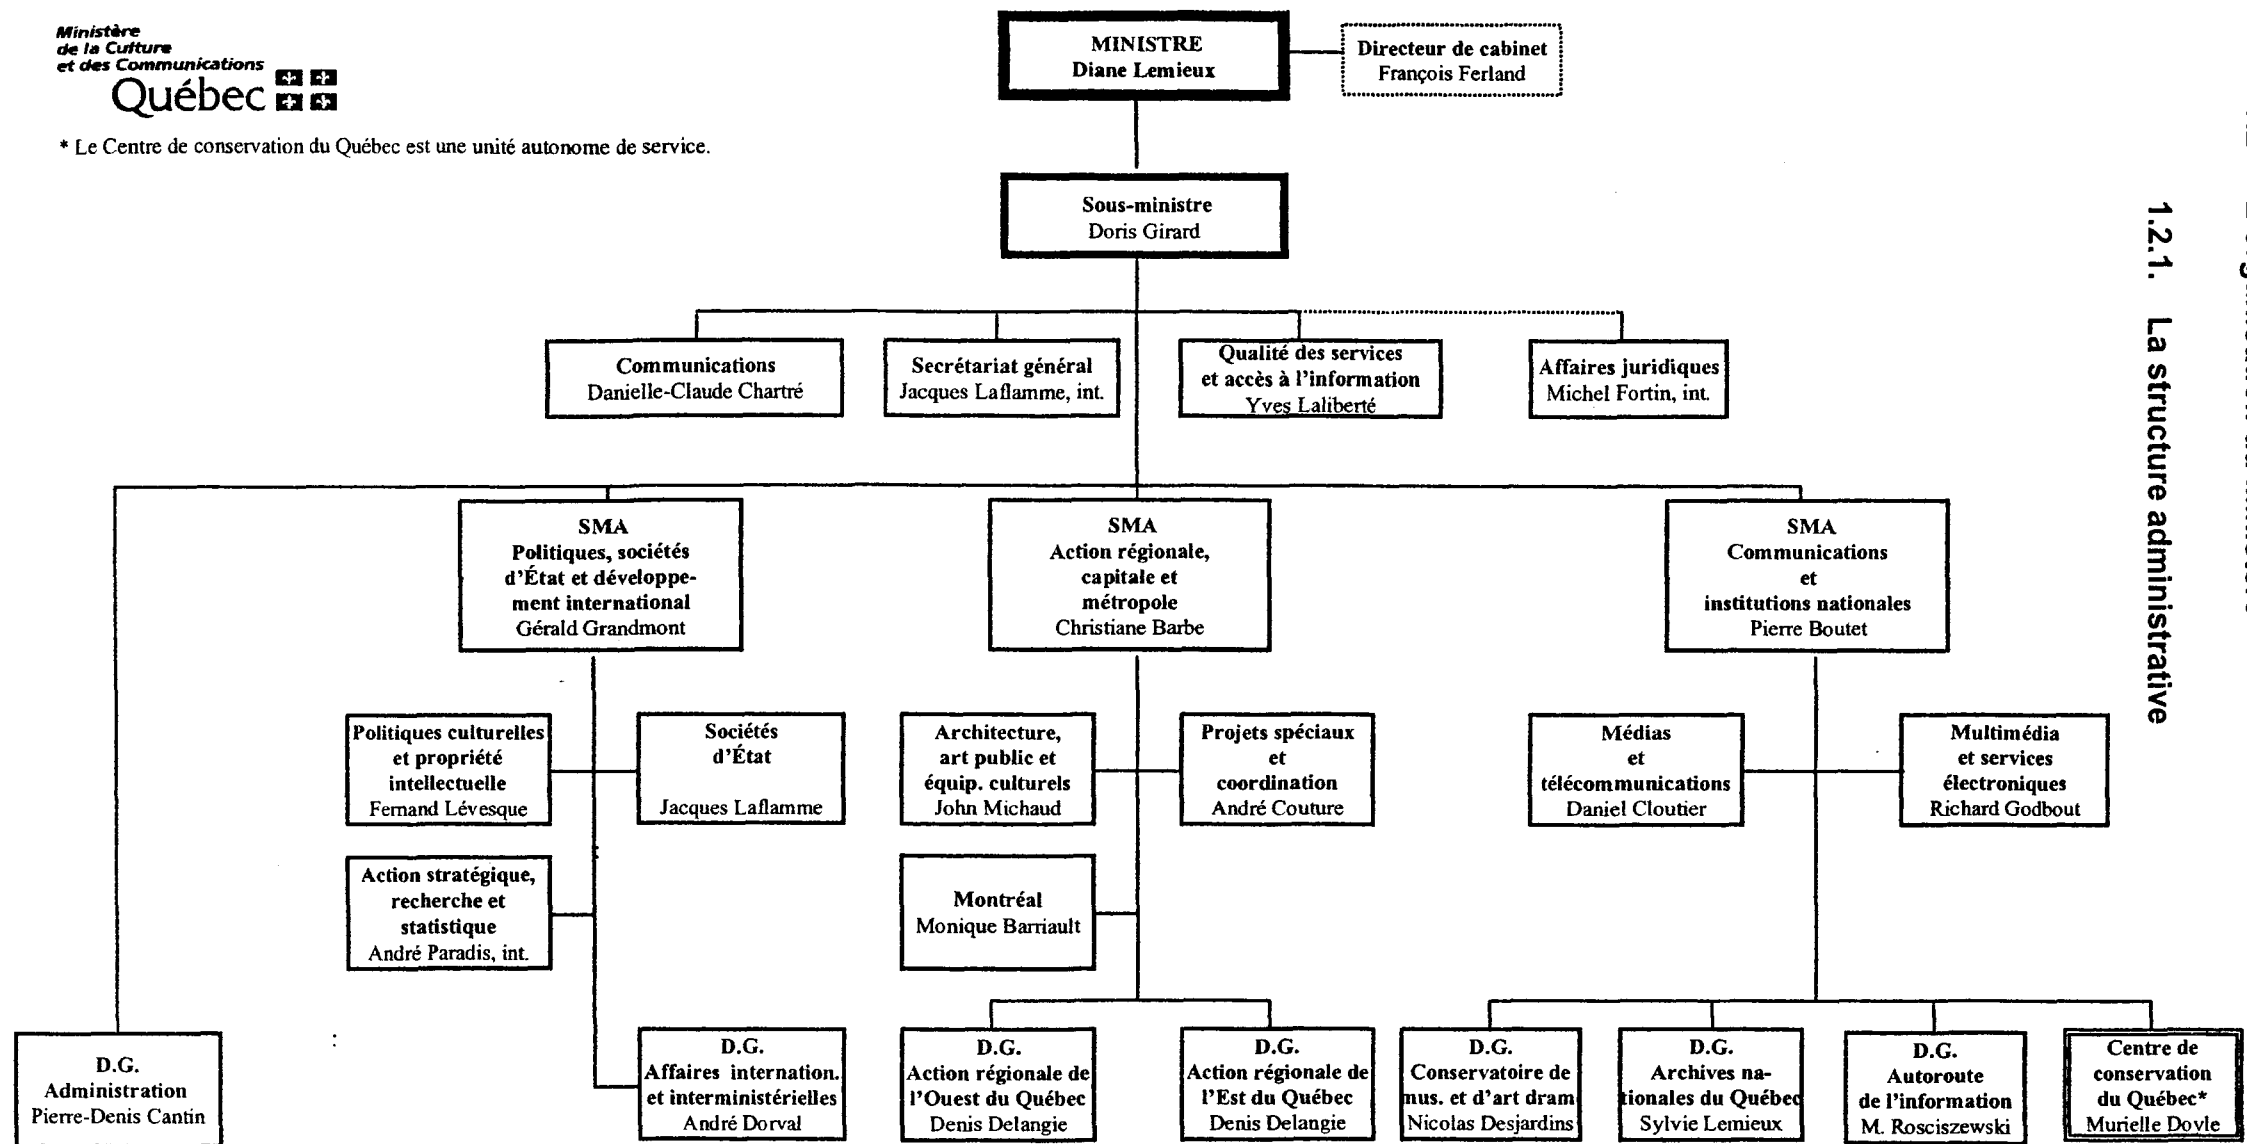 Ministère
de la Culture
et des Communications
Québec
* Le Centre de conservation du Québec est une unité autonome de service.
MINISTRE
Diane Lemieux
Directeur de cabinet
François Ferland
Sous-ministre
Doris Girard
1.2.1. La structure administrative
Communications
Danielle-Claude Chartré
Secrétariat général
Jacques Laflamme, int.
Qualité des services
et accès à l'information
Yves Laliberté
Affaires juridiques
Michel Fortin, int.
SMA
Politiques, sociétés
d'État et développe-
ment international
Gérald Grandmont
SMA
Action régionale,
capitale et
métropole
Christiane Barbe
SMA
Communications
et
institutions nationales
Pierre Boutet
Politiques culturelles
et propriété
intellectuelle
Fernand Lévesque
Sociétés
d'État
Jacques Laflamme
Architecture,
art public et
équip. culturels
John Michaud
Projets spéciaux
et
coordination
André Couture
Médias
et
télécommunications
Daniel Cloutier
Multimédia
et services
électroniques
Richard Godbout
Action stratégique,
recherche et
statistique
André Paradis, int.
Montréal
Monique Barriault
D.G.
Administration
Pierre-Denis Cantin
D.G.
Affaires internation.
et interministérielles
André Dorval
D.G.
Action régionale de
l'Ouest du Québec
Denis Delangie
D.G.
Action régionale de
l'Est du Québec
Denis Delangie
D.G.
Conservatoire de
mus. et d'art dram
Nicolas Desjardins
D.G.
Archives na-
tionales du Québec
Sylvie Lemieux
D.G.
Autoroute
de l'information
M. Rosciszewski
Centre de
conservation
du Québec*
Murielle Doyle